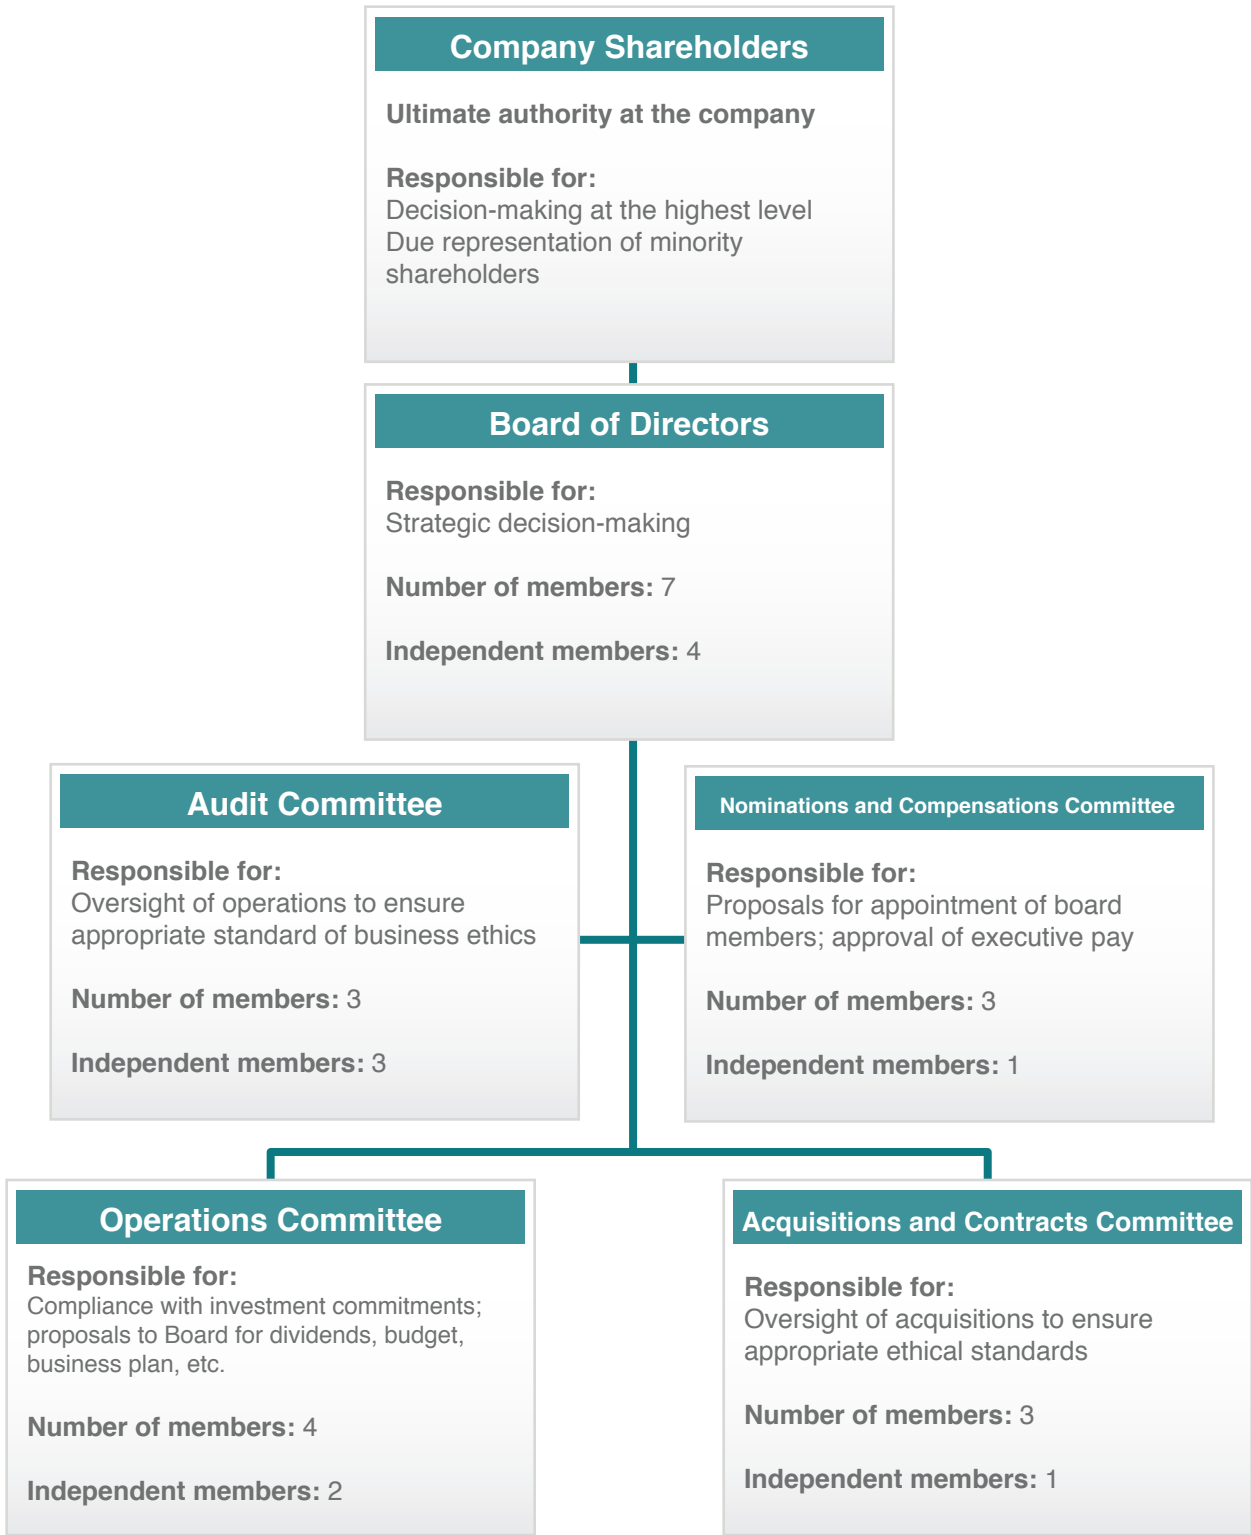 Company Shareholders
Ultimate authority at the company
Responsible for:
Decision-making at the highest level
Due representation of minority
shareholders
Board of Directors
Responsible for:
Strategic decision-making
Number of members: 7
Independent members: 4
Audit Committee
Responsible for:
Oversight of operations to ensure
appropriate standard of business ethics
Number of members: 3
Independent members: 3
Nominations and Compensations Committee
Responsible for:
Proposals for appointment of board
members; approval of executive pay
Number of members: 3
Independent members: 1
Operations Committee
Responsible for:
Compliance with investment commitments;
proposals to Board for dividends, budget,
business plan, etc.
Number of members: 4
Independent members: 2
Acquisitions and Contracts Committee
Responsible for:
Oversight of acquisitions to ensure
appropriate ethical standards
Number of members: 3
Independent members: 1